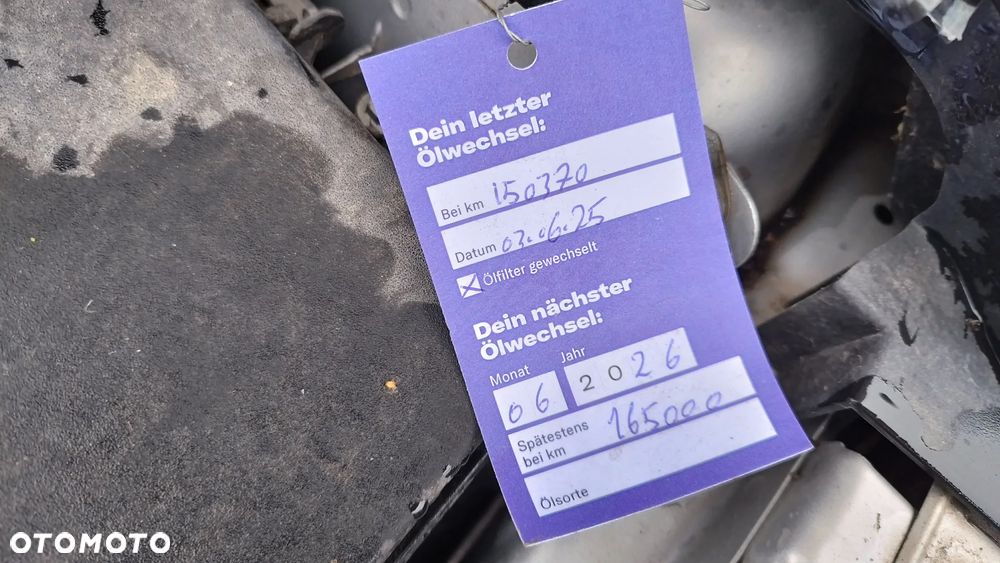 Dein letzter
Ölwechsel:
Bei km 150370
Datum 03.06.25
Ölfilter gewechselt
Dein nächster
Ölwechsel:
Monat Jahr
06 2026
Spätestens
bei km 165000
Ölsorte
OTOMOTO